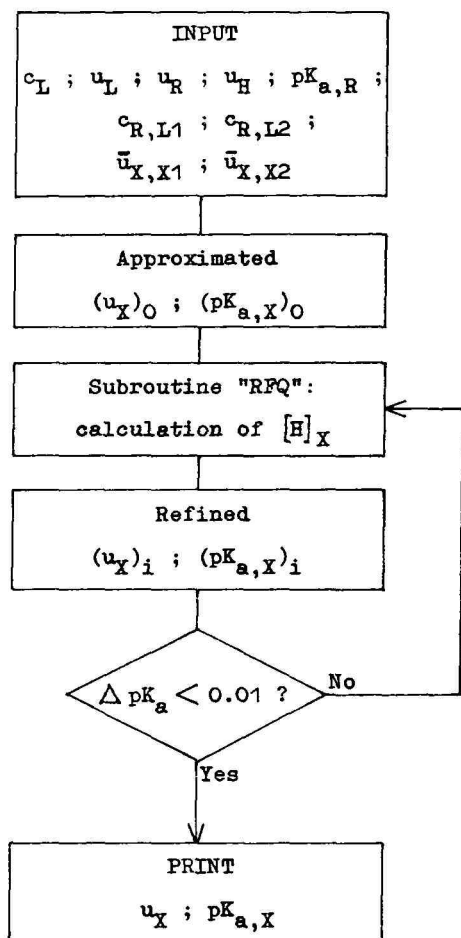 INPUT
c_L ; u_L ; u_R ; u_H ; pK_a,R ;
c_R,L1 ; c_R,L2 ;
ū_X,X1 ; ū_X,X2
Approximated
(u_X)_O ; (pK_a,X)_O
Subroutine "RFQ":
calculation of [H]_X
Refined
(u_X)_i ; (pK_a,X)_i
Δ pK_a < 0.01 ?
No
Yes
PRINT
u_X ; pK_a,X